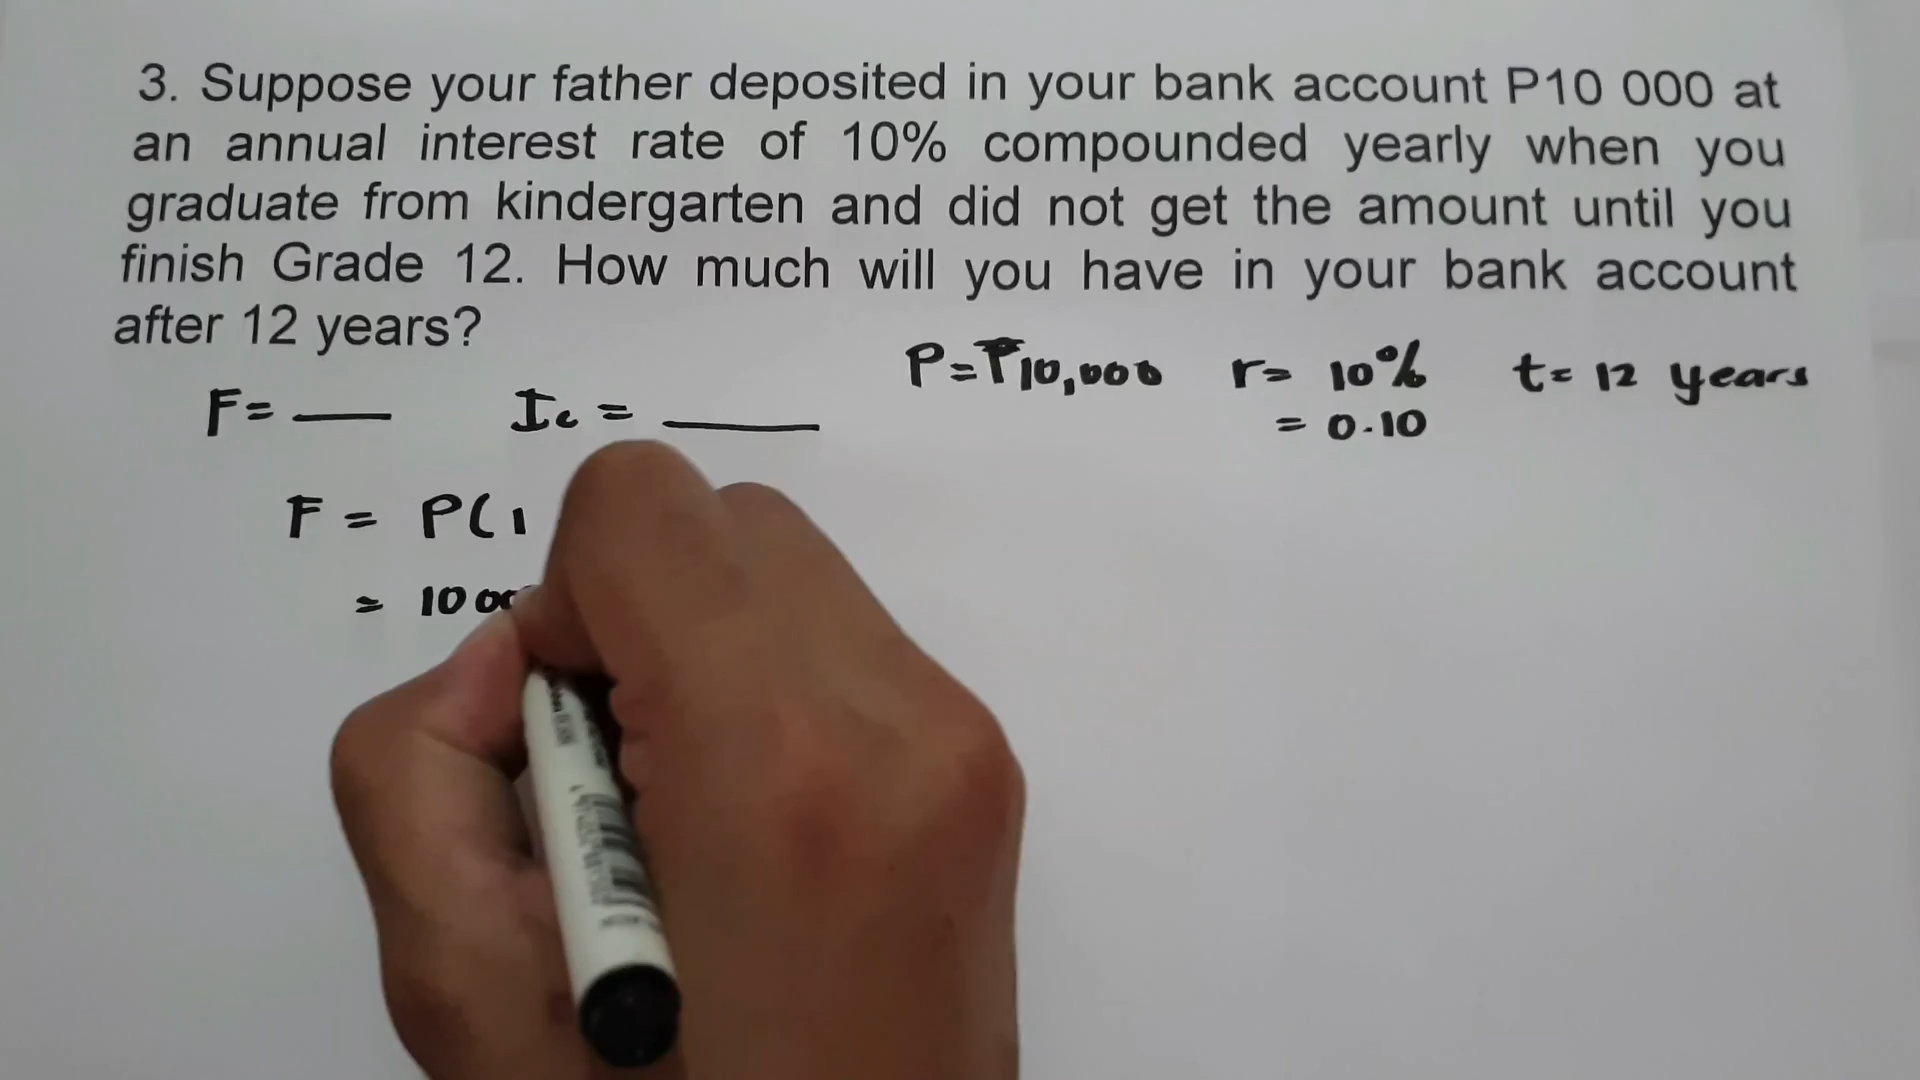 3. Suppose your father deposited in your bank account P10 000 at
an annual interest rate of 10% compounded yearly when you
graduate from kindergarten and did not get the amount until you
finish Grade 12. How much will you have in your bank account
after 12 years?
P=₱10,000 r= 10% t= 12 years
= 0.10
F= ___ Ic = ___
F = P(1
= 10 00